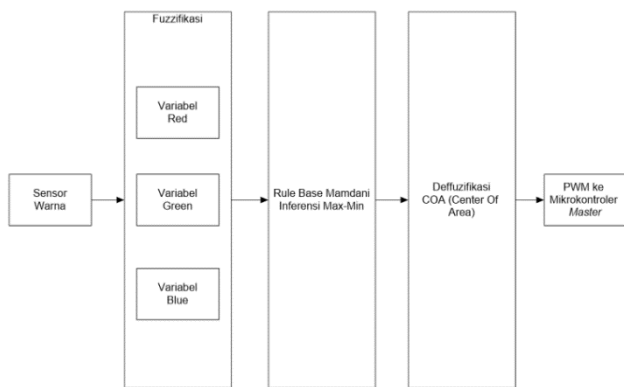 Fuzzifikasi
Variabel
Red
Sensor
Warna
Variabel
Green
Variabel
Blue
Rule Base Mamdani
Inferensi Max-Min
Deffuzifikasi
COA (Center Of
Area)
PWM ke
Mikrokontroler
Master